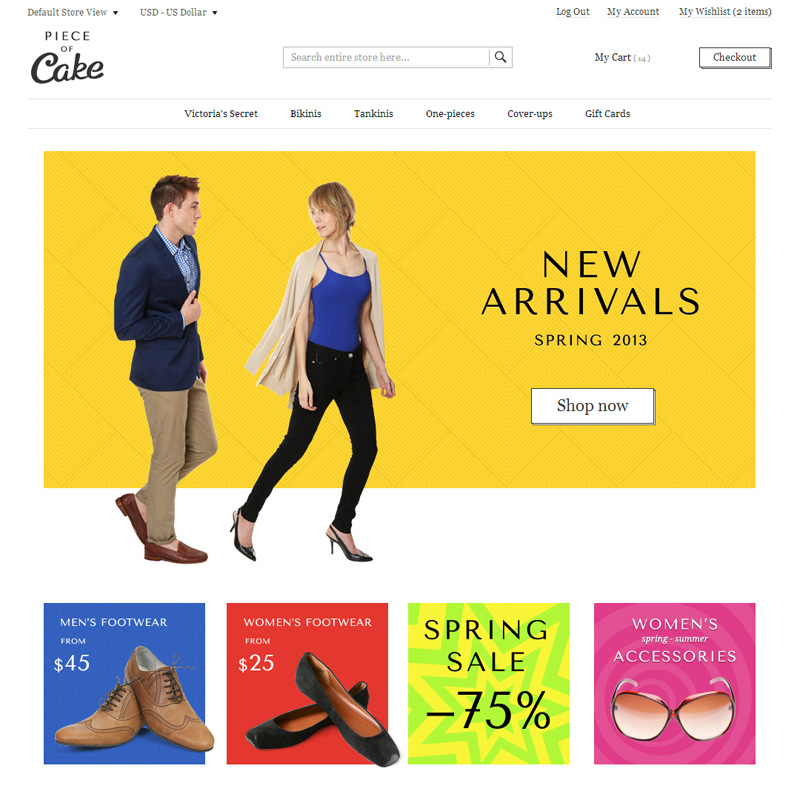 Default Store View
USD - US Dollar
Log Out
My Account
My Wishlist (2 items)
PIECE
OF
Cake
Search entire store here...
My Cart ( 14 )
Checkout
Victoria's Secret
Bikinis
Tankinis
One-pieces
Cover-ups
Gift Cards
NEW
ARRIVALS
SPRING 2013
Shop now
MEN'S FOOTWEAR
FROM
$45
WOMEN'S FOOTWEAR
FROM
$25
SPRING
SALE
–75%
WOMEN'S
spring - summer
ACCESSORIES